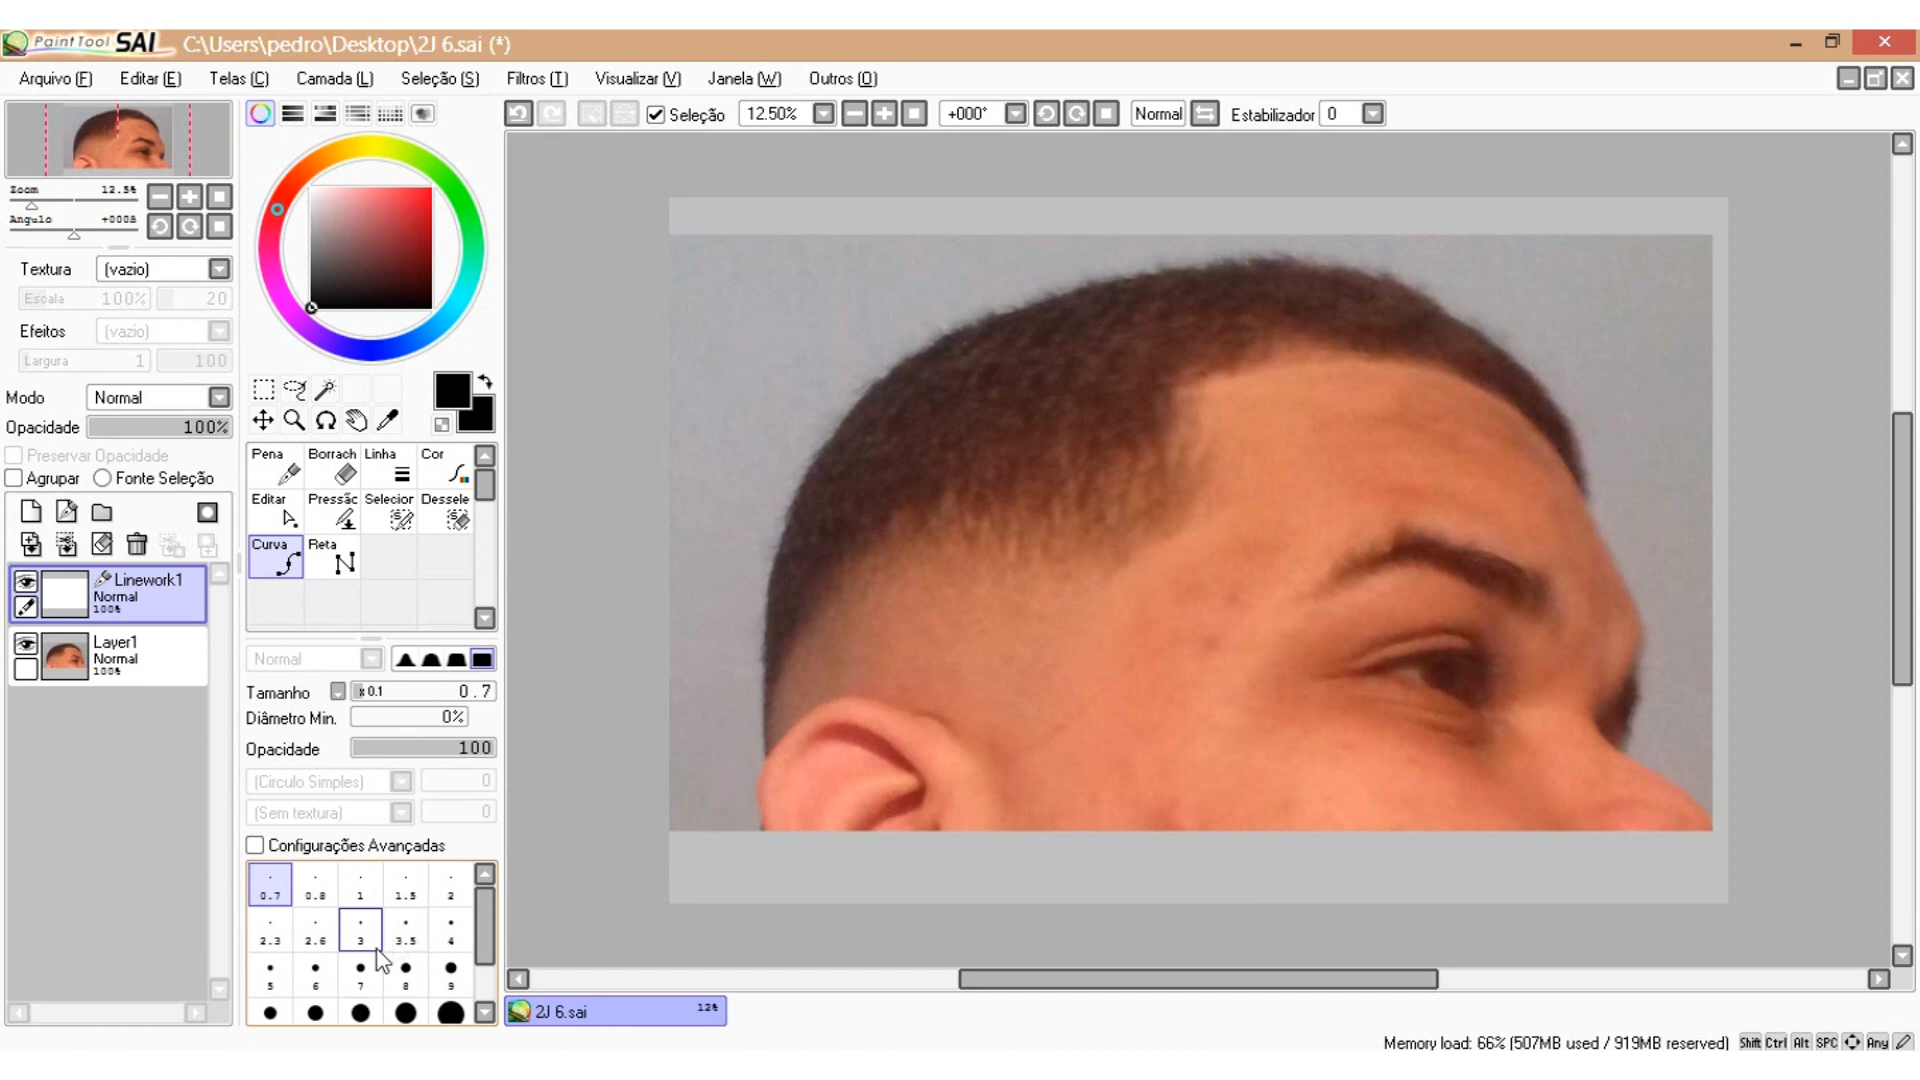 PaintTool SAI C:\Users\pedro\Desktop\2J 6.sai (*)
Arquivo (F) Editar (E) Telas (C) Camada (L) Seleção (S) Filtros (T) Visualizar (V) Janela (W) Outros (O)
Seleção 12.50% +000° Normal Estabilizador 0
Zoom 12.5%
Angulo +000ä
Textura (vazio)
Escala 100% 20
Efeitos (vazio)
Largura 1 100
Modo Normal
Opacidade 100%
Preservar Opacidade
Agrupar Fonte Seleção
Linework1
Normal
100%
Layer1
Normal
100%
Pena Borrach Linha Cor
Editar Pressãc Selecior Dessele
Curva Reta
Normal
Tamanho x0.1 0.7
Diâmetro Min. 0%
Opacidade 100
(Circulo Simples) 0
(Sem textura) 0
Configurações Avançadas
0.7 0.8 1 1.5 2
2.3 2.6 3 3.5 4
5 6 7 8 9
2J 6.sai 12%
Memory load: 66% (507MB used / 919MB reserved) Shift Ctrl Alt SPC Any